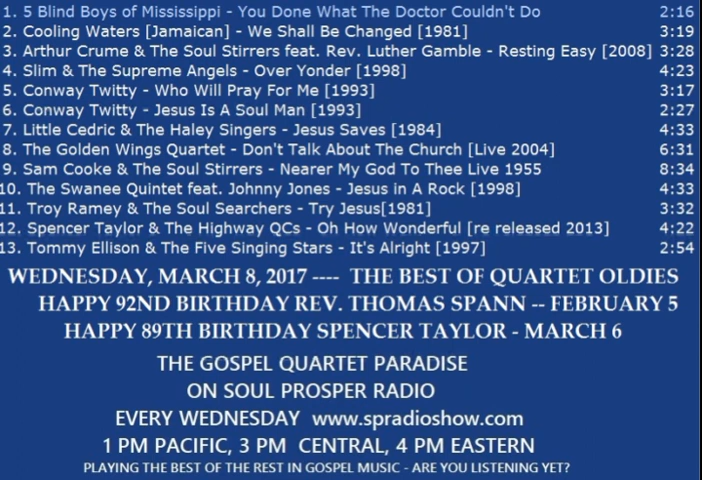 1. 5 Blind Boys of Mississippi - You Done What The Doctor Couldn't Do 2:16
2. Cooling Waters [Jamaican] - We Shall Be Changed [1981] 3:19
3. Arthur Crume & The Soul Stirrers feat. Rev. Luther Gamble - Resting Easy [2008] 3:28
4. Slim & The Supreme Angels - Over Yonder [1998] 4:23
5. Conway Twitty - Who Will Pray For Me [1993] 3:17
6. Conway Twitty - Jesus Is A Soul Man [1993] 2:27
7. Little Cedric & The Haley Singers - Jesus Saves [1984] 4:33
8. The Golden Wings Quartet - Don't Talk About The Church [Live 2004] 6:31
9. Sam Cooke & The Soul Stirrers - Nearer My God To Thee Live 1955 8:34
10. The Swanee Quintet feat. Johnny Jones - Jesus in A Rock [1998] 4:33
11. Troy Ramey & The Soul Searchers - Try Jesus[1981] 3:32
12. Spencer Taylor & The Highway QCs - Oh How Wonderful [re released 2013] 4:22
13. Tommy Ellison & The Five Singing Stars - It's Alright [1997] 2:54
WEDNESDAY, MARCH 8, 2017 ---- THE BEST OF QUARTET OLDIES
HAPPY 92ND BIRTHDAY REV. THOMAS SPANN -- FEBRUARY 5
HAPPY 89TH BIRTHDAY SPENCER TAYLOR - MARCH 6
THE GOSPEL QUARTET PARADISE
ON SOUL PROSPER RADIO
EVERY WEDNESDAY www.spradioshow.com
1 PM PACIFIC, 3 PM CENTRAL, 4 PM EASTERN
PLAYING THE BEST OF THE REST IN GOSPEL MUSIC - ARE YOU LISTENING YET?